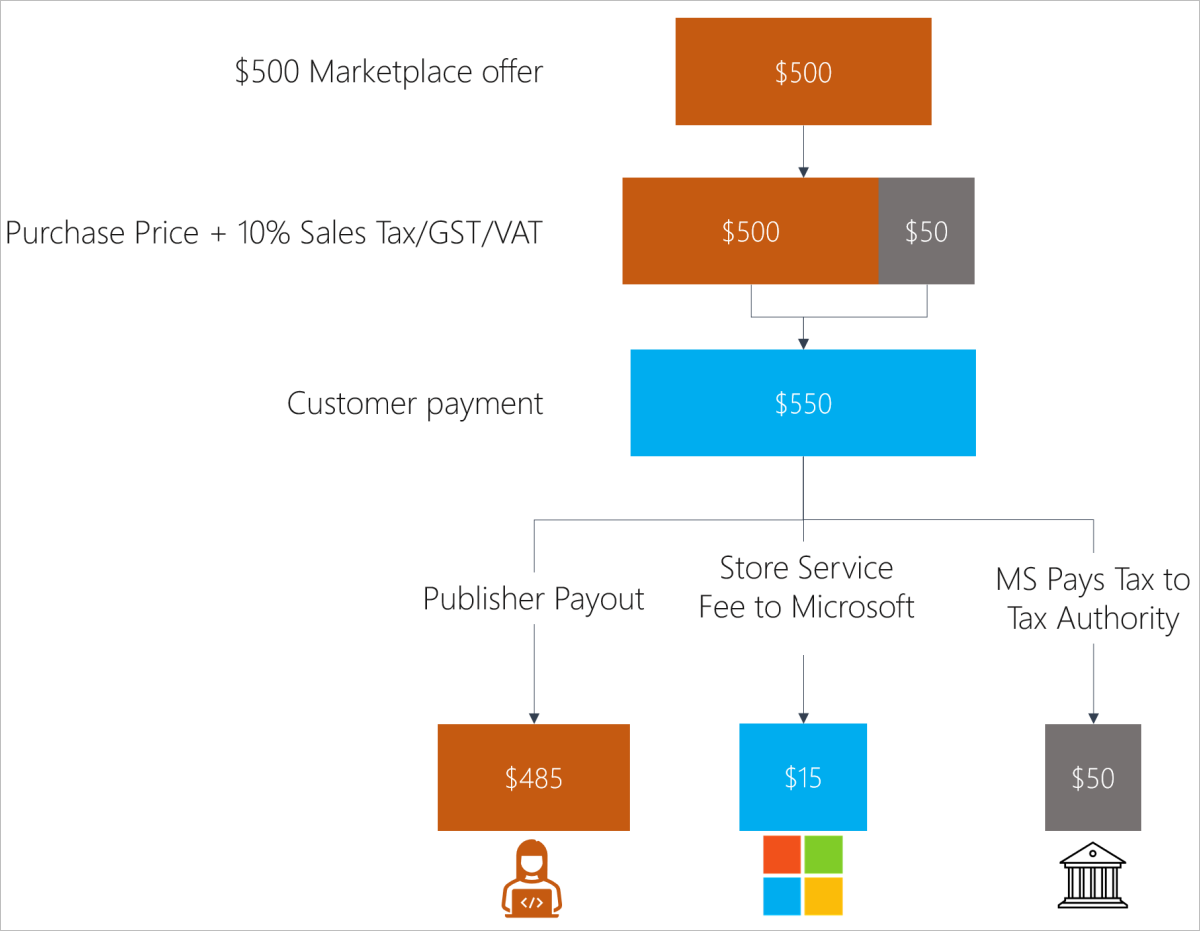 $500 Marketplace offer
$500
Purchase Price + 10% Sales Tax/GST/VAT
$500
$50
Customer payment
$550
Publisher Payout
Store Service
Fee to Microsoft
MS Pays Tax to
Tax Authority
$485
$15
$50
</>